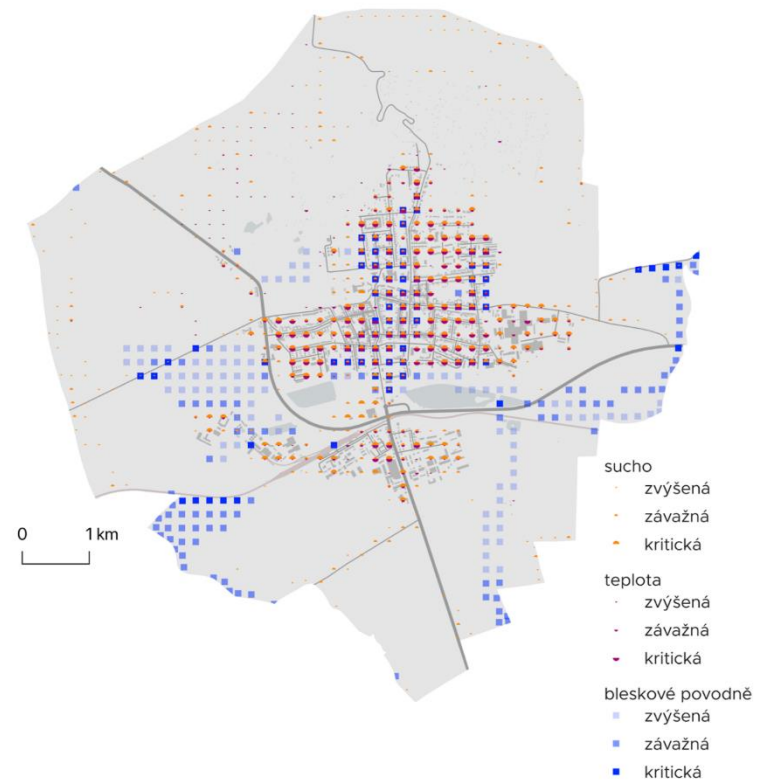 sucho
zvýšená
závažná
kritická
0 1 km
teplota
zvýšená
závažná
kritická
bleskové povodně
zvýšená
závažná
kritická